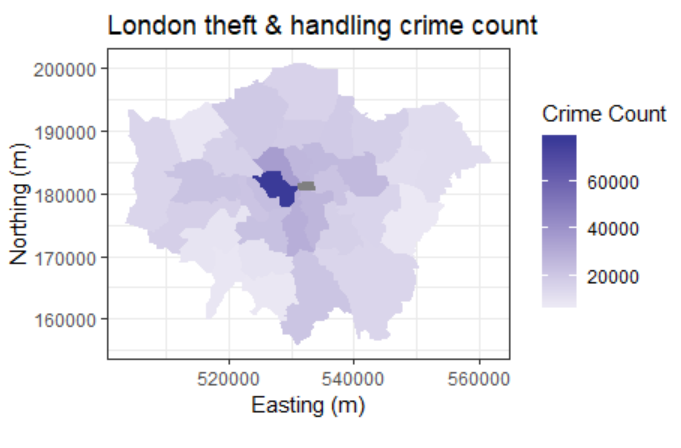 London theft & handling crime count
200000
190000
180000
170000
160000
Northing (m)
520000 540000 560000
Easting (m)
Crime Count
60000
40000
20000